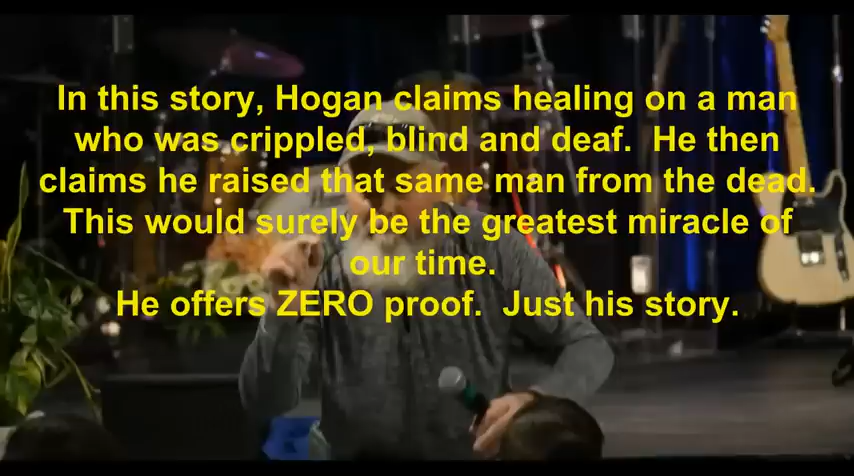 In this story, Hogan claims healing on a man
who was crippled, blind and deaf.  He then
claims he raised that same man from the dead.
This would surely be the greatest miracle of
our time.
He offers ZERO proof.  Just his story.